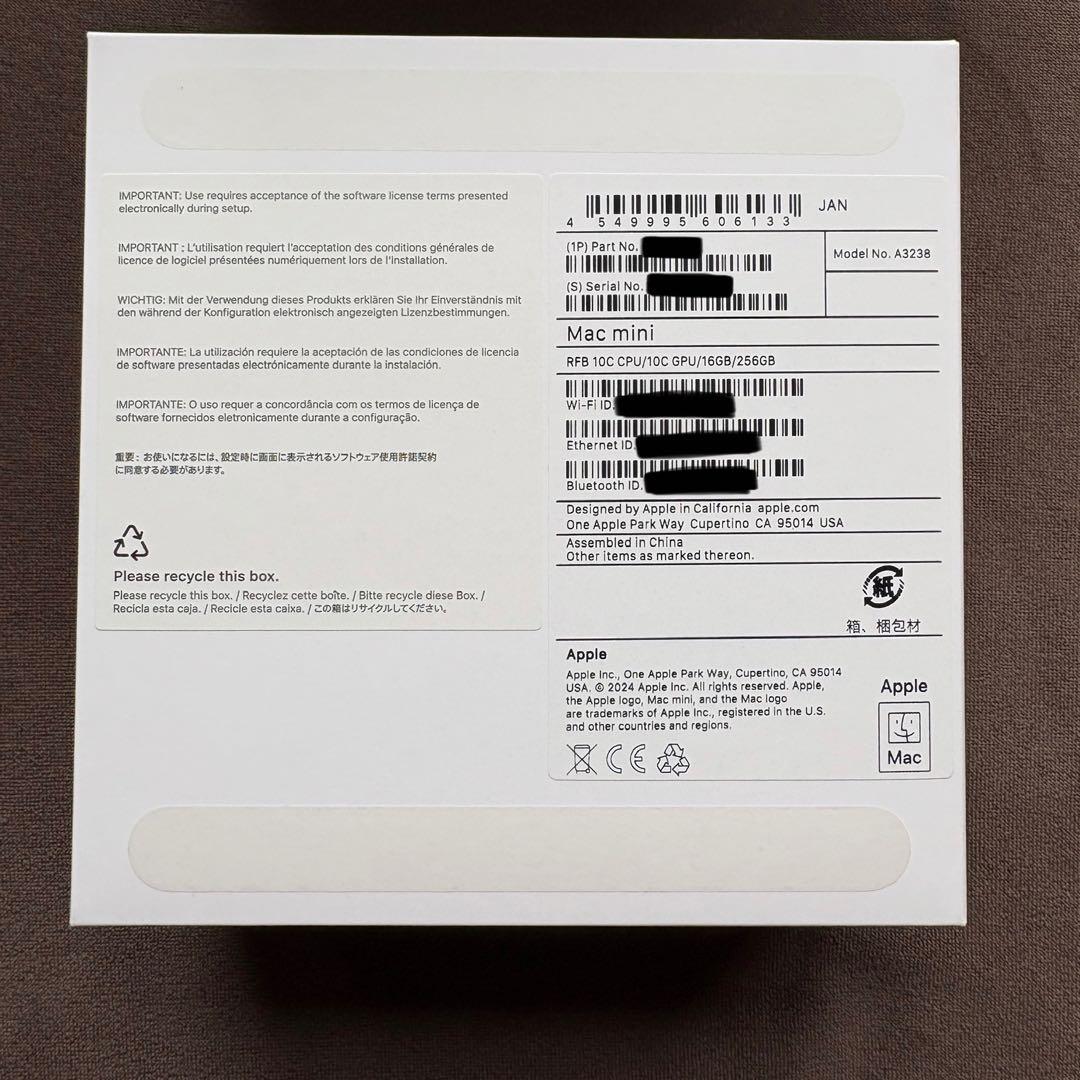 IMPORTANT: Use requires acceptance of the software license terms presented
electronically during setup.
IMPORTANT : L'utilisation requiert l'acceptation des conditions générales de
licence de logiciel présentées numériquement lors de l'installation.
WICHTIG: Mit der Verwendung dieses Produkts erklären Sie Ihr Einverständnis mit
den während der Konfiguration elektronisch angezeigten Lizenzbestimmungen.
IMPORTANTE: La utilización requiere la aceptación de las condiciones de licencia
de software presentadas electrónicamente durante la instalación.
IMPORTANTE: O uso requer a concordância com os termos de licença de
software fornecidos eletronicamente durante a configuração.
重要：お使いになるには、設定時に画面に表示されるソフトウェア使用許諾契約
に同意する必要があります。
Please recycle this box.
Please recycle this box. / Recyclez cette boîte. / Bitte recycle diese Box. /
Recicla esta caja. / Recicle esta caixa. / この箱はリサイクルしてください。
4 549995 606133 JAN
(1P) Part No.
Model No. A3238
(S) Serial No.
Mac mini
RFB 10C CPU/10C GPU/16GB/256GB
Wi-Fi ID.
Ethernet ID.
Bluetooth ID.
Designed by Apple in California apple.com
One Apple Park Way Cupertino CA 95014 USA
Assembled in China
Other items as marked thereon.
紙
箱、梱包材
Apple
Apple Inc., One Apple Park Way, Cupertino, CA 95014
USA. © 2024 Apple Inc. All rights reserved. Apple,
the Apple logo, Mac mini, and the Mac logo
are trademarks of Apple Inc., registered in the U.S.
and other countries and regions.
CE
Apple
Mac